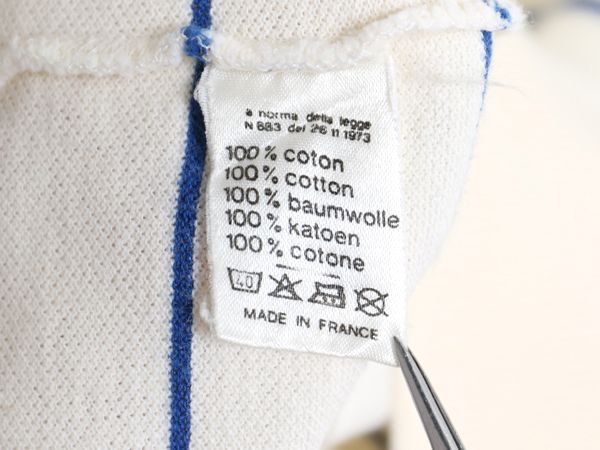 a norma della legge
N 883 del 26 11 1973
100% coton
100% cotton
100% baumwolle
100% katoen
100% cotone
40
MADE IN FRANCE